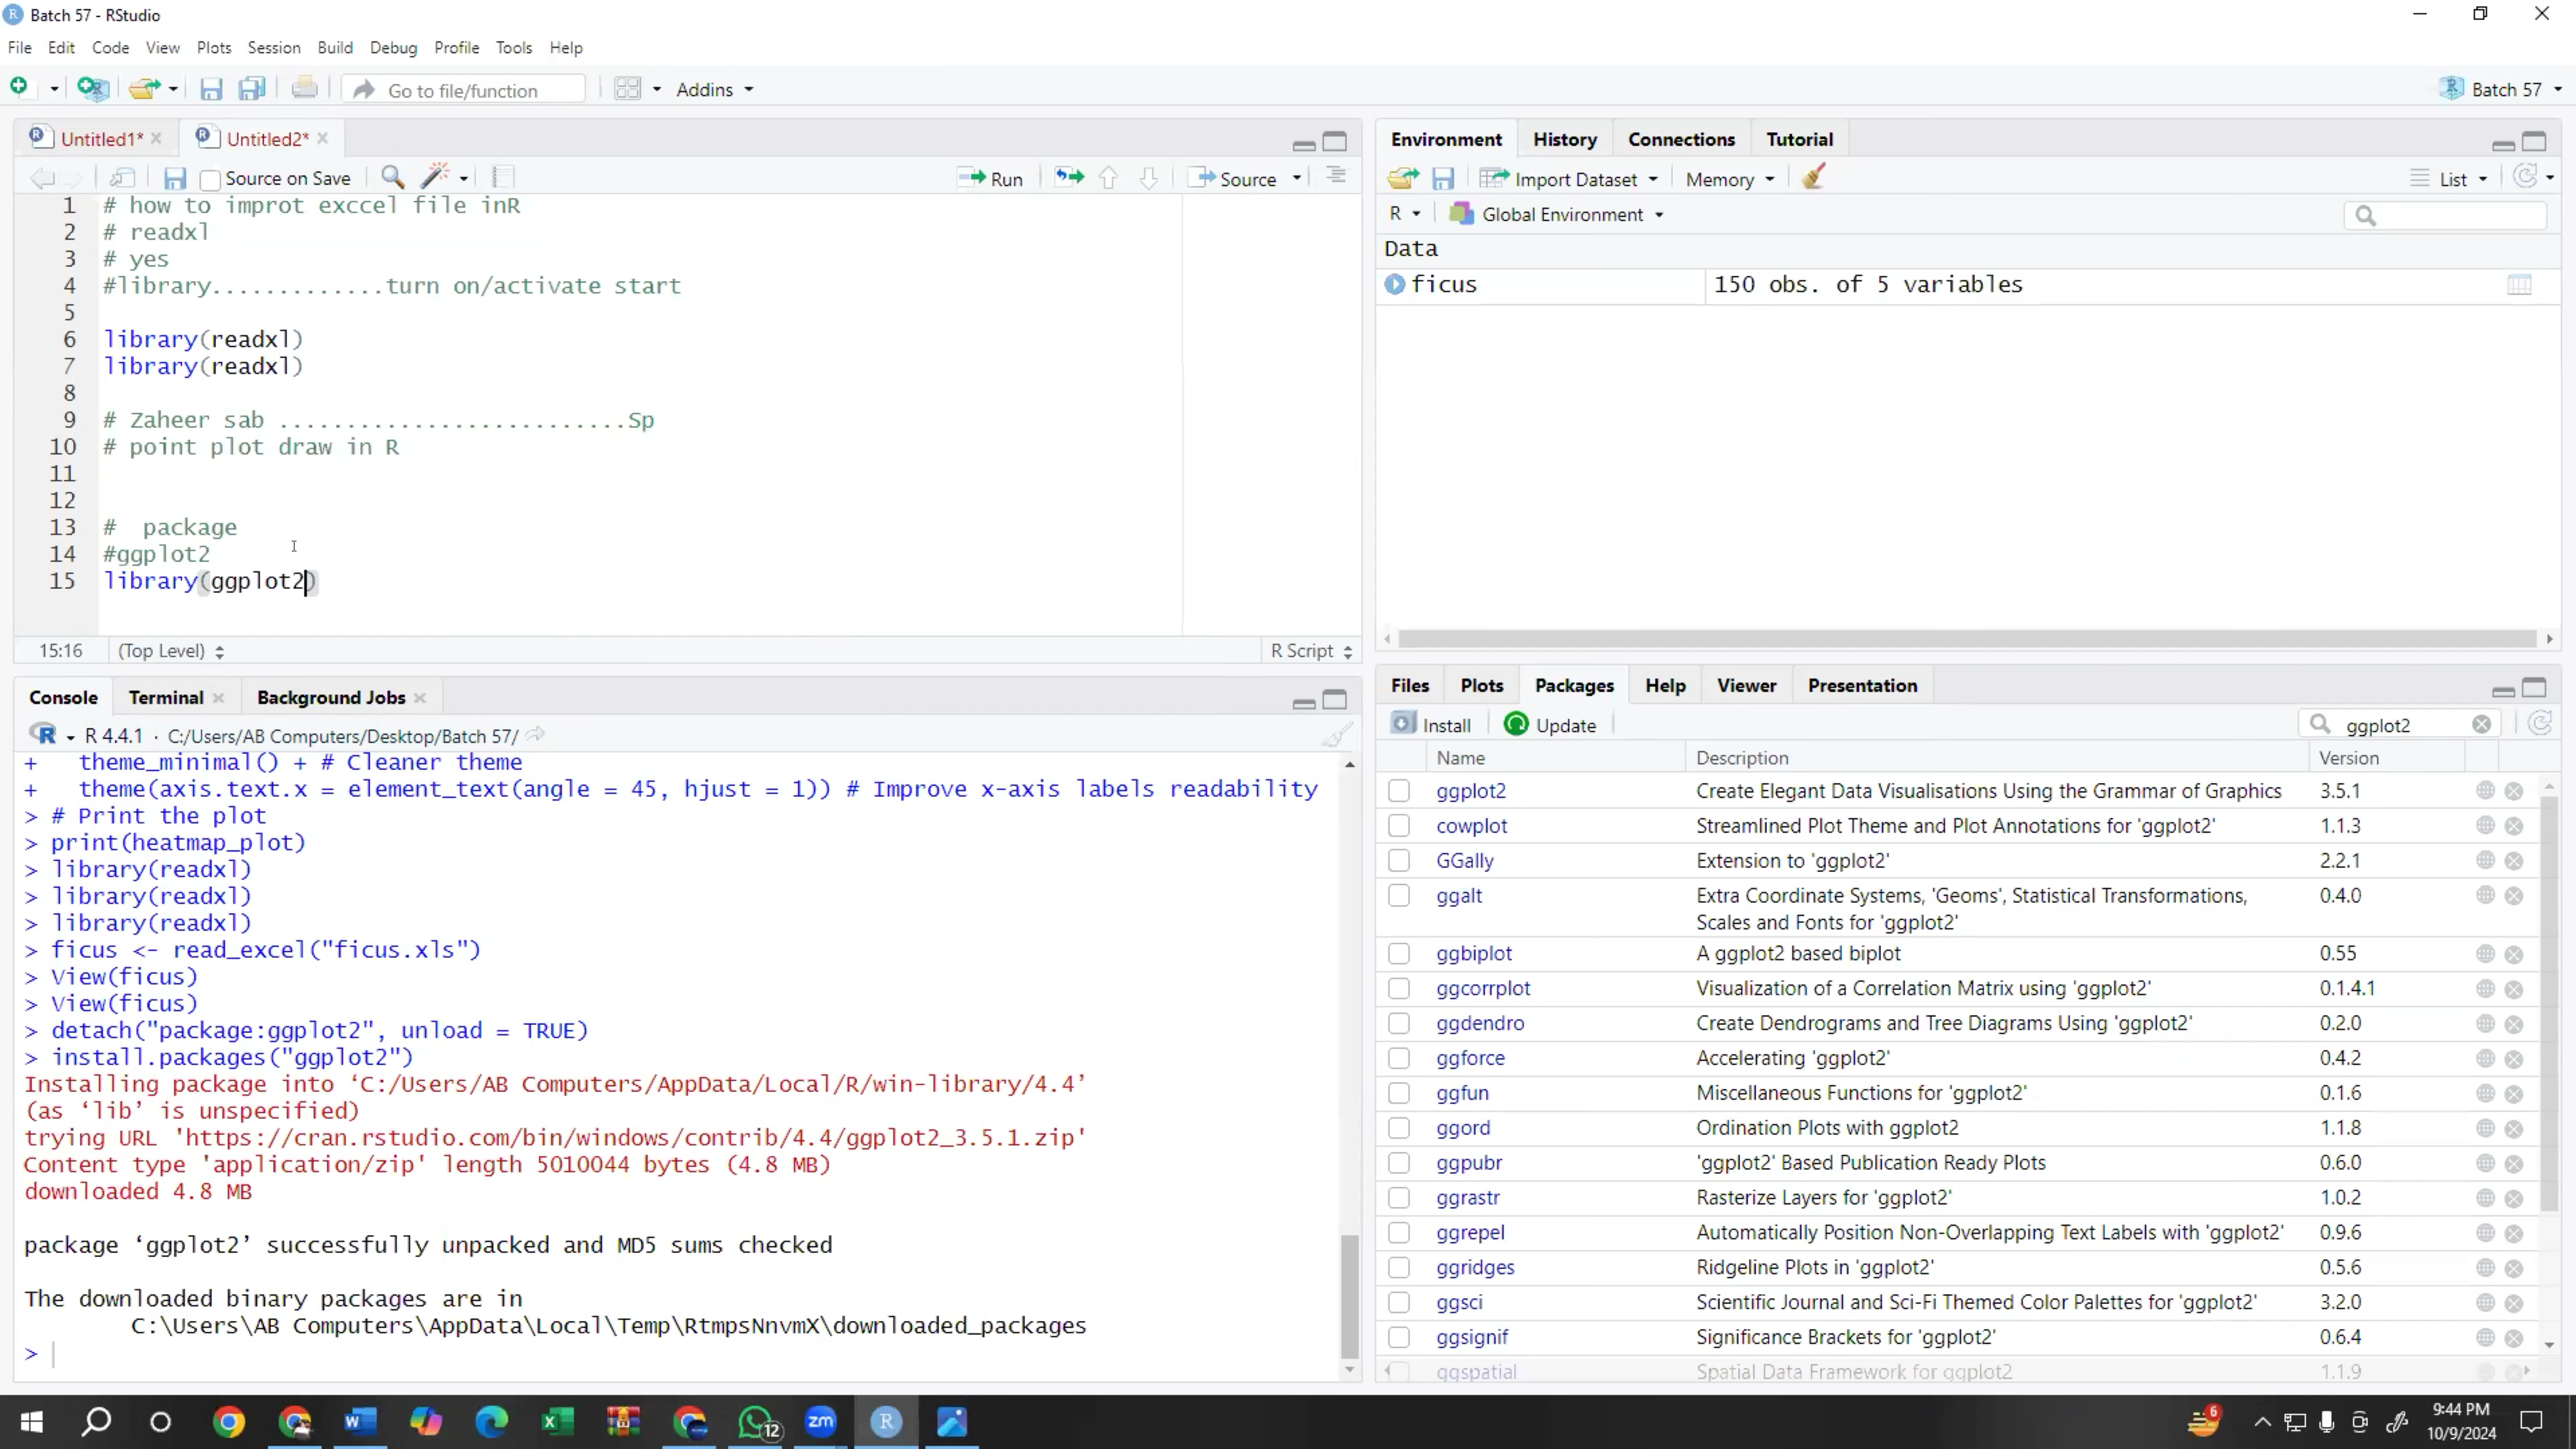 Batch 57 - RStudio
File Edit Code View Plots Session Build Debug Profile Tools Help
Go to file/function Addins Batch 57
Untitled1* Untitled2*
Source on Save Run Source
1 # how to improt exccel file inR
2 # readxl
3 # yes
4 #library.............turn on/activate start
5
6 library(readxl)
7 library(readxl)
8
9 # Zaheer sab ..........................Sp
10 # point plot draw in R
11
12
13 #  package
14 #ggplot2
15 library(ggplot2)
15:16 (Top Level) R Script
Console Terminal Background Jobs
R 4.4.1 · C:/Users/AB Computers/Desktop/Batch 57/
+   theme_minimal() + # Cleaner theme
+   theme(axis.text.x = element_text(angle = 45, hjust = 1)) # Improve x-axis labels readability
> # Print the plot
> print(heatmap_plot)
> library(readxl)
> library(readxl)
> library(readxl)
> ficus <- read_excel("ficus.xls")
> View(ficus)
> View(ficus)
> detach("package:ggplot2", unload = TRUE)
> install.packages("ggplot2")
Installing package into ‘C:/Users/AB Computers/AppData/Local/R/win-library/4.4’
(as ‘lib’ is unspecified)
trying URL 'https://cran.rstudio.com/bin/windows/contrib/4.4/ggplot2_3.5.1.zip'
Content type 'application/zip' length 5010044 bytes (4.8 MB)
downloaded 4.8 MB
package ‘ggplot2’ successfully unpacked and MD5 sums checked
The downloaded binary packages are in
C:\Users\AB Computers\AppData\Local\Temp\RtmpsNnvmX\downloaded_packages
>
Environment History Connections Tutorial
Import Dataset Memory List
R Global Environment
Data
ficus 150 obs. of 5 variables
Files Plots Packages Help Viewer Presentation
Install Update ggplot2
Name Description Version
ggplot2 Create Elegant Data Visualisations Using the Grammar of Graphics 3.5.1
cowplot Streamlined Plot Theme and Plot Annotations for 'ggplot2' 1.1.3
GGally Extension to 'ggplot2' 2.2.1
ggalt Extra Coordinate Systems, 'Geoms', Statistical Transformations, 0.4.0
Scales and Fonts for 'ggplot2'
ggbiplot A ggplot2 based biplot 0.55
ggcorrplot Visualization of a Correlation Matrix using 'ggplot2' 0.1.4.1
ggdendro Create Dendrograms and Tree Diagrams Using 'ggplot2' 0.2.0
ggforce Accelerating 'ggplot2' 0.4.2
ggfun Miscellaneous Functions for 'ggplot2' 0.1.6
ggord Ordination Plots with ggplot2 1.1.8
ggpubr 'ggplot2' Based Publication Ready Plots 0.6.0
ggrastr Rasterize Layers for 'ggplot2' 1.0.2
ggrepel Automatically Position Non-Overlapping Text Labels with 'ggplot2' 0.9.6
ggridges Ridgeline Plots in 'ggplot2' 0.5.6
ggsci Scientific Journal and Sci-Fi Themed Color Palettes for 'ggplot2' 3.2.0
ggsignif Significance Brackets for 'ggplot2' 0.6.4
ggspatial Spatial Data Framework for ggplot2 1.1.9
12 zm R 6 9:44 PM
10/9/2024